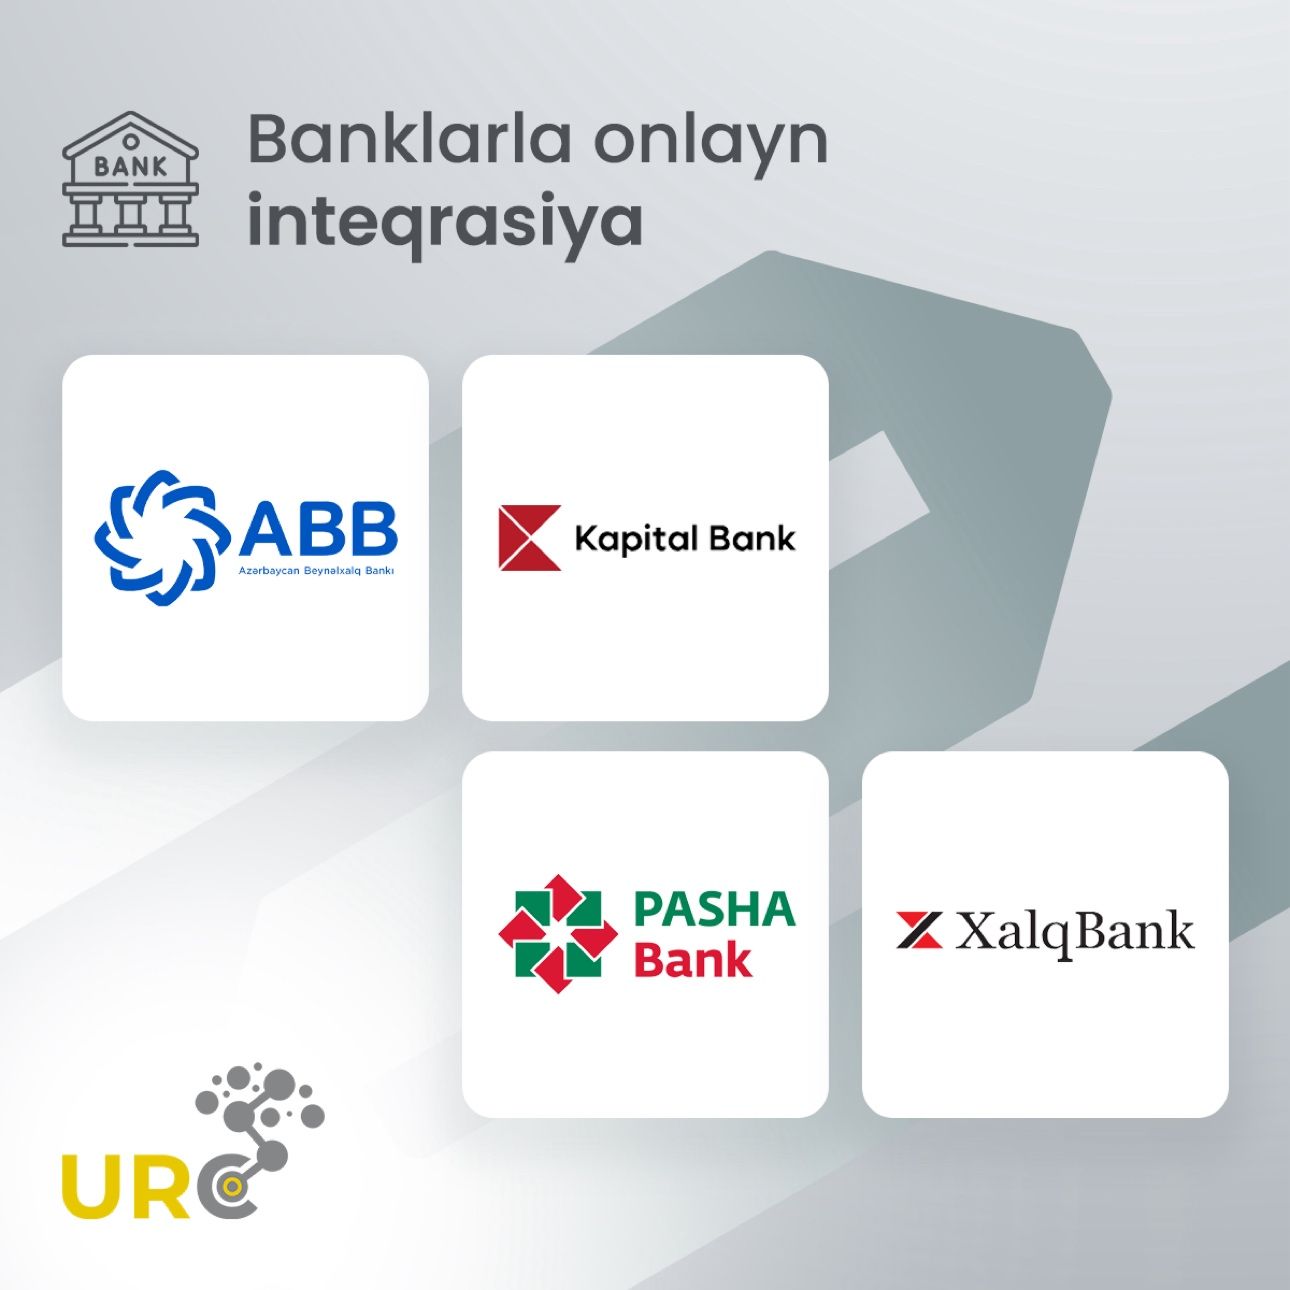 BANK
Banklarla onlayn
inteqrasiya
ABB
Azərbaycan Beynəlxalq Bankı
Kapital Bank
PASHA
Bank
XalqBank
URC